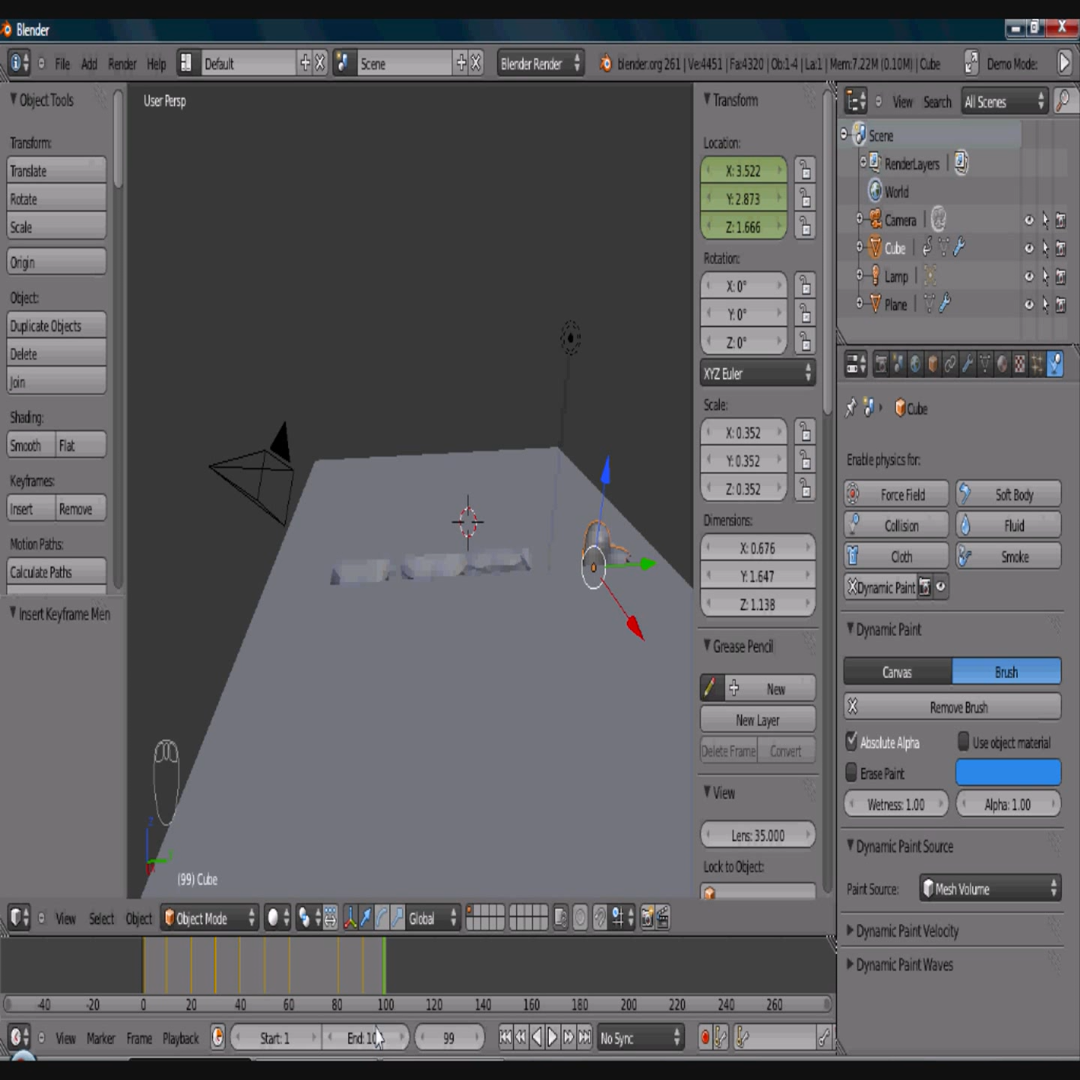 Blender
File Add Render Help Default Scene Blender Render blender.org 261 | Ve:4451 | Fa:4320 | Ob:1-4 | La:1 | Mem:7.22M (0.10M) | Cube Demo Mode:
Object Tools
Transform:
Translate
Rotate
Scale
Origin
Object:
Duplicate Objects
Delete
Join
Shading:
Smooth Flat
Keyframes:
Insert Remove
Motion Paths:
Calculate Paths
Insert Keyframe Men
User Persp
(99) Cube
Transform
Location:
X: 3.522
Y: 2.873
Z: 1.666
Rotation:
X: 0°
Y: 0°
Z: 0°
XYZ Euler
Scale:
X: 0.352
Y: 0.352
Z: 0.352
Dimensions:
X: 0.676
Y: 1.647
Z: 1.138
Grease Pencil
New
New Layer
Delete Frame Convert
View
Lens: 35.000
Lock to Object:
View Search All Scenes
Scene
RenderLayers
World
Camera
Cube
Lamp
Plane
Cube
Enable physics for:
Force Field Soft Body
Collision Fluid
Cloth Smoke
Dynamic Paint
Dynamic Paint
Canvas Brush
Remove Brush
Absolute Alpha Use object material
Erase Paint
Wetness: 1.00 Alpha: 1.00
Dynamic Paint Source
Paint Source: Mesh Volume
Dynamic Paint Velocity
Dynamic Paint Waves
View Select Object Object Mode Global
-40 -20 0 20 40 60 80 100 120 140 160 180 200 220 240 260
View Marker Frame Playback Start: 1 End: 10 99 No Sync